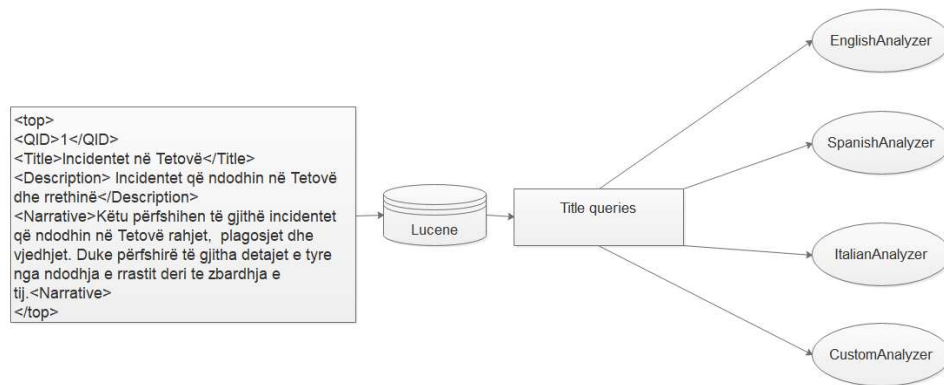 <top>
<QID>1</QID>
<Title>Incidentet në Tetovë</Title>
<Description> Incidentet që ndodhin në Tetovë
dhe rrethinë</Description>
<Narrative>Këtu përfshihen të gjithë incidentet
që ndodhin në Tetovë rahjet, plagosjet dhe
vjedhjet. Duke përfshirë të gjitha detajet e tyre
nga ndodhja e rrastit deri te zbardhja e
tij.<Narrative>
</top>
Lucene
Title queries
EnglishAnalyzer
SpanishAnalyzer
ItalianAnalyzer
CustomAnalyzer